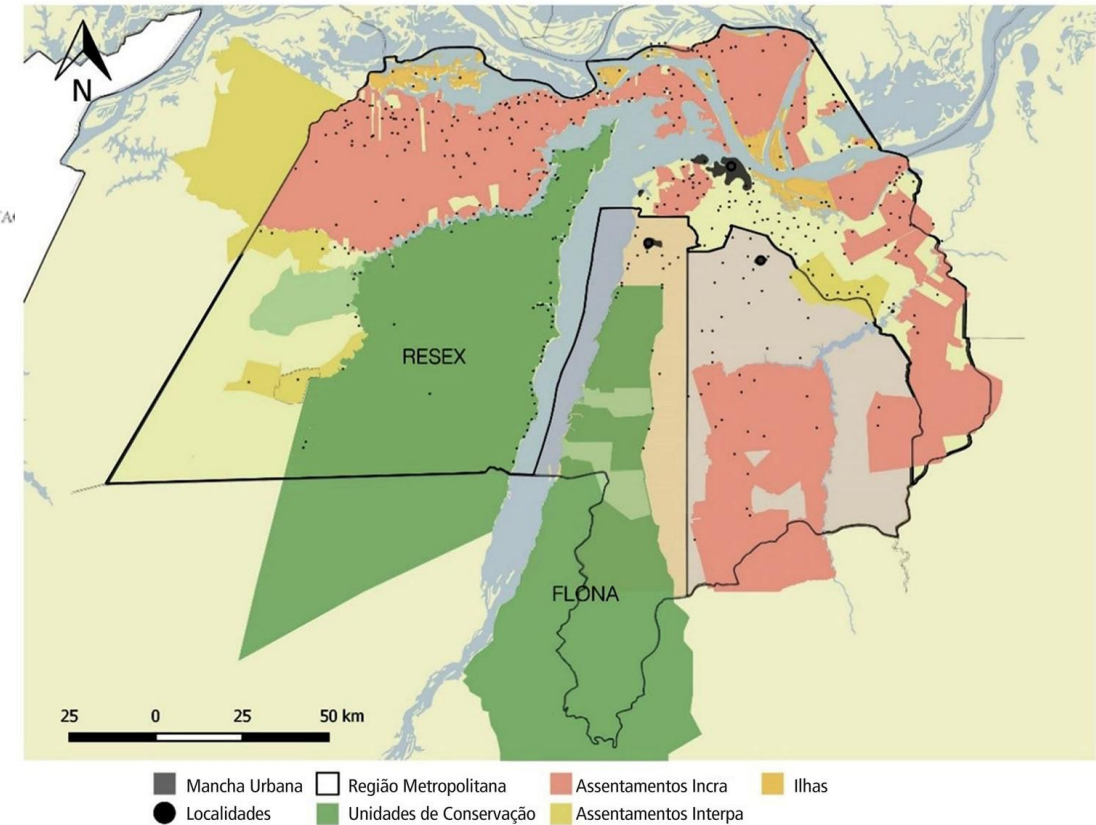 N
RESEX
FLONA
25 0 25 50 km
Mancha Urbana Região Metropolitana Assentamentos Incra Ilhas
Localidades Unidades de Conservação Assentamentos Interpa